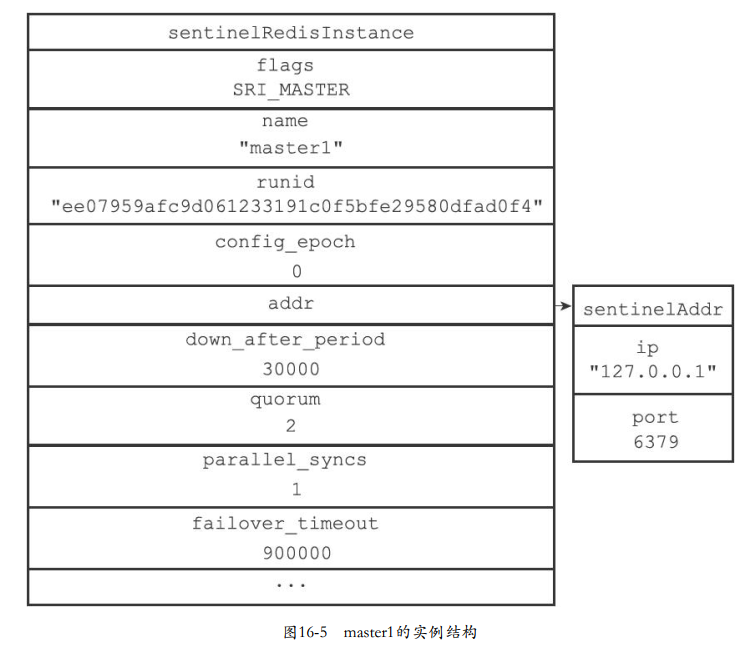 sentinelRedisInstance
flags
SRI_MASTER
name
"master1"
runid
"ee07959afc9d061233191c0f5bfe29580dfad0f4"
config_epoch
0
addr
down_after_period
30000
quorum
2
parallel_syncs
1
failover_timeout
900000
...
sentinelAddr
ip
"127.0.0.1"
port
6379
图16-5 master1的实例结构